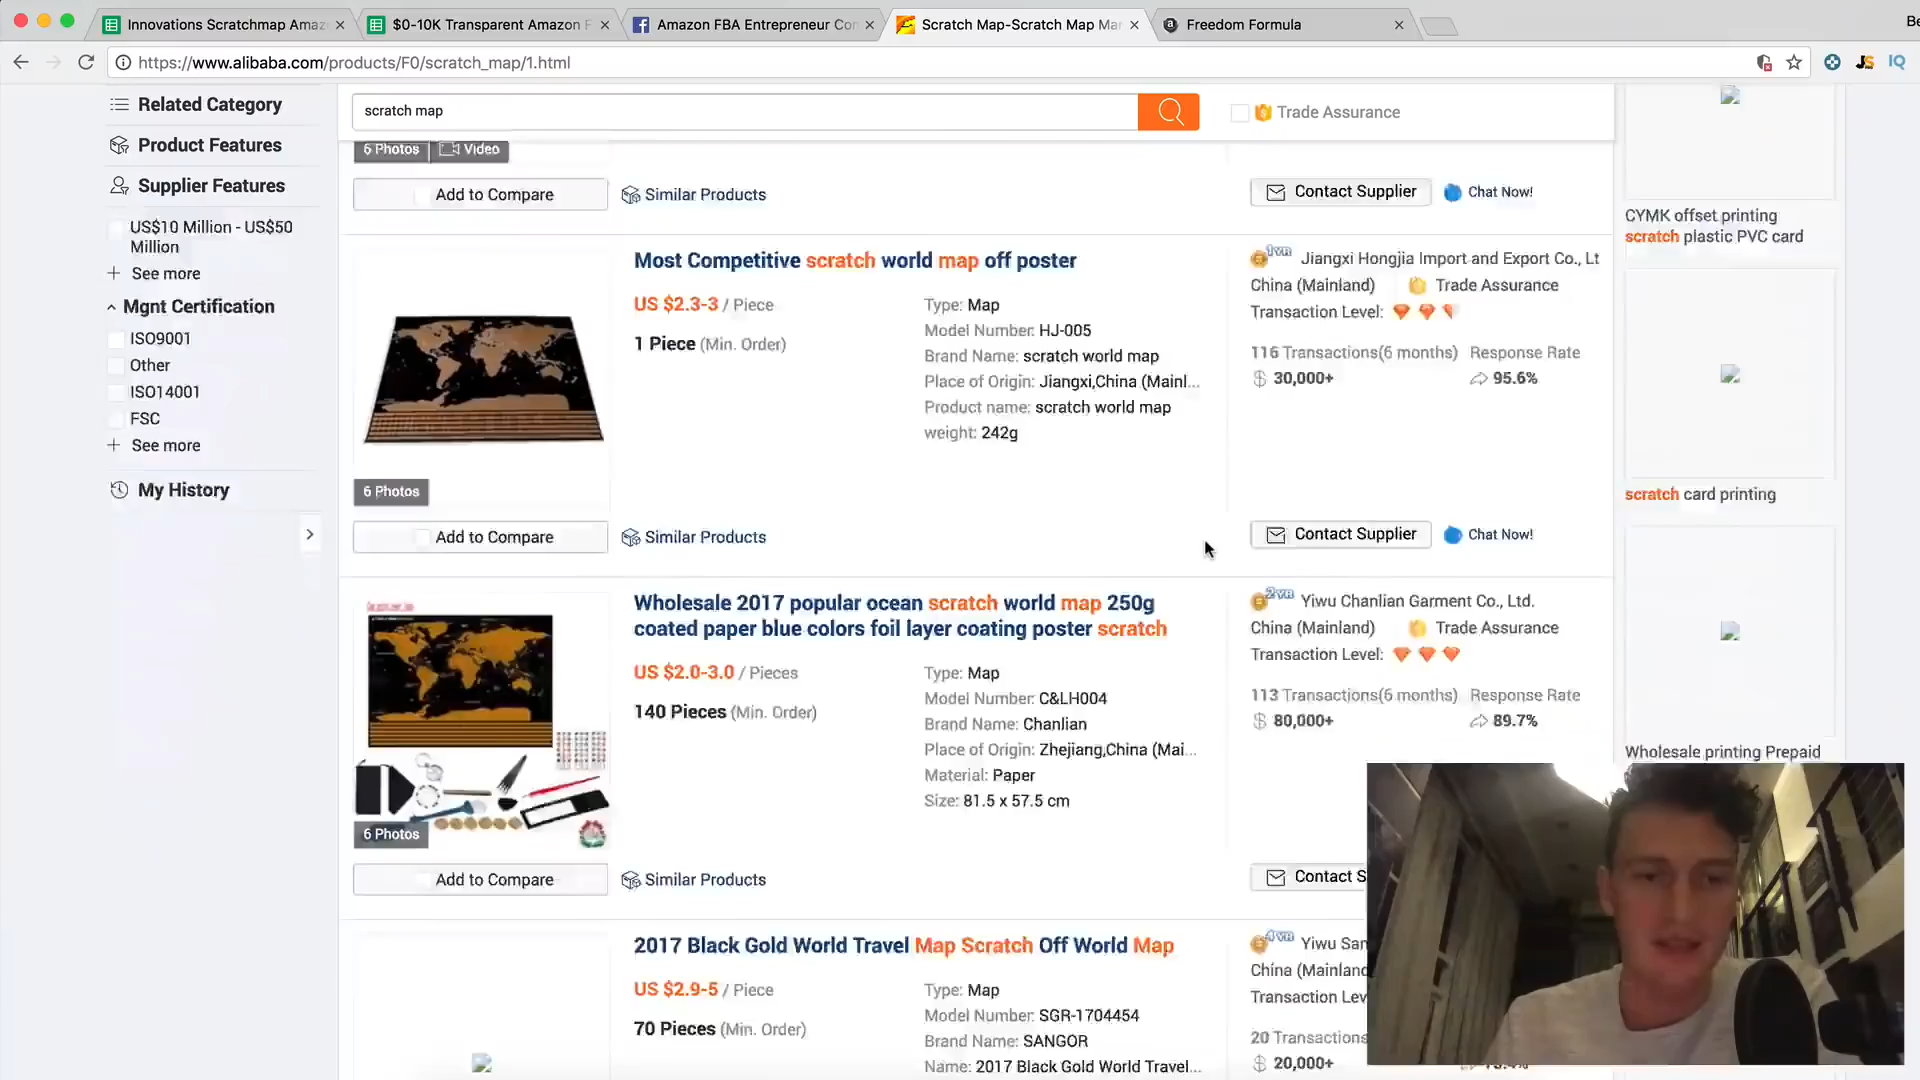 Innovations Scratchmap Amaz
$0-10K Transparent Amazon F
Amazon FBA Entrepreneur Con
Scratch Map-Scratch Map Ma
Freedom Formula
Be
https://www.alibaba.com/products/F0/scratch_map/1.html
JS
IQ
Related Category
Product Features
Supplier Features
US$10 Million - US$50
Million
See more
Mgnt Certification
ISO9001
Other
ISO14001
FSC
See more
My History
scratch map
Trade Assurance
6 Photos
Video
Add to Compare
Similar Products
Contact Supplier
Chat Now!
Most Competitive scratch world map off poster
US $2.3-3 / Piece
1 Piece (Min. Order)
Type: Map
Model Number: HJ-005
Brand Name: scratch world map
Place of Origin: Jiangxi,China (Mainl...
Product name: scratch world map
weight: 242g
1YR
Jiangxi Hongjia Import and Export Co., Lt
China (Mainland)
Trade Assurance
Transaction Level:
116 Transactions(6 months)
Response Rate
$ 30,000+
95.6%
6 Photos
Add to Compare
Similar Products
Contact Supplier
Chat Now!
Wholesale 2017 popular ocean scratch world map 250g
coated paper blue colors foil layer coating poster scratch
US $2.0-3.0 / Pieces
140 Pieces (Min. Order)
Type: Map
Model Number: C&LH004
Brand Name: Chanlian
Place of Origin: Zhejiang,China (Mai...
Material: Paper
Size: 81.5 x 57.5 cm
2YR
Yiwu Chanlian Garment Co., Ltd.
China (Mainland)
Trade Assurance
Transaction Level:
113 Transactions(6 months)
Response Rate
$ 80,000+
89.7%
6 Photos
Add to Compare
Similar Products
Contact S
2017 Black Gold World Travel Map Scratch Off World Map
US $2.9-5 / Piece
70 Pieces (Min. Order)
Type: Map
Model Number: SGR-1704454
Brand Name: SANGOR
Name: 2017 Black Gold World Travel...
4YR
Yiwu San
China (Mainland
Transaction Lev
20 Transactions
$ 20,000+
CYMK offset printing
scratch plastic PVC card
scratch card printing
Wholesale printing Prepaid